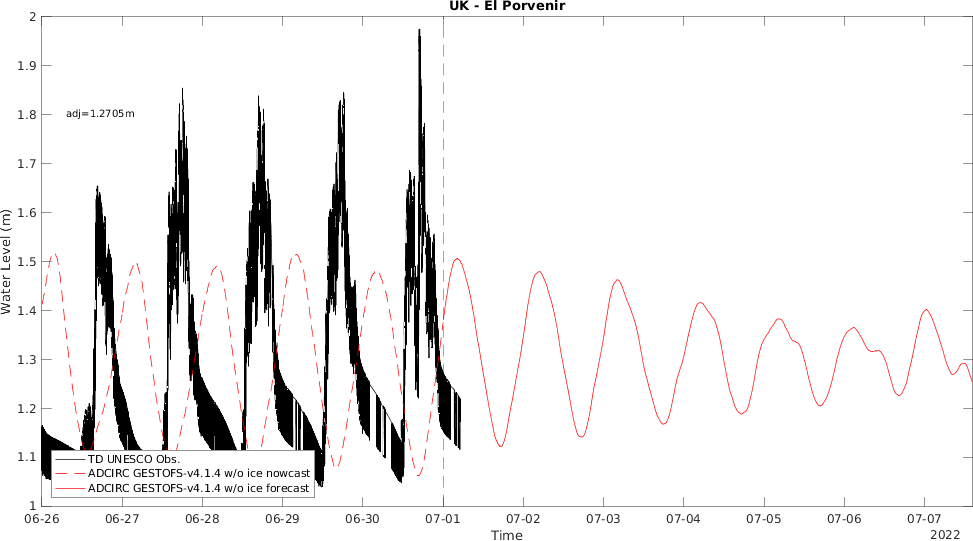 UK - El Porvenir
2
1.9
1.8
1.7
1.6
1.5
1.4
1.3
1.2
1.1
1
Water Level (m)
adj=1.2705m
TD UNESCO Obs.
ADCIRC GESTOFS-v4.1.4 w/o ice nowcast
ADCIRC GESTOFS-v4.1.4 w/o ice forecast
06-26 06-27 06-28 06-29 06-30 07-01 07-02 07-03 07-04 07-05 07-06 07-07
Time
2022